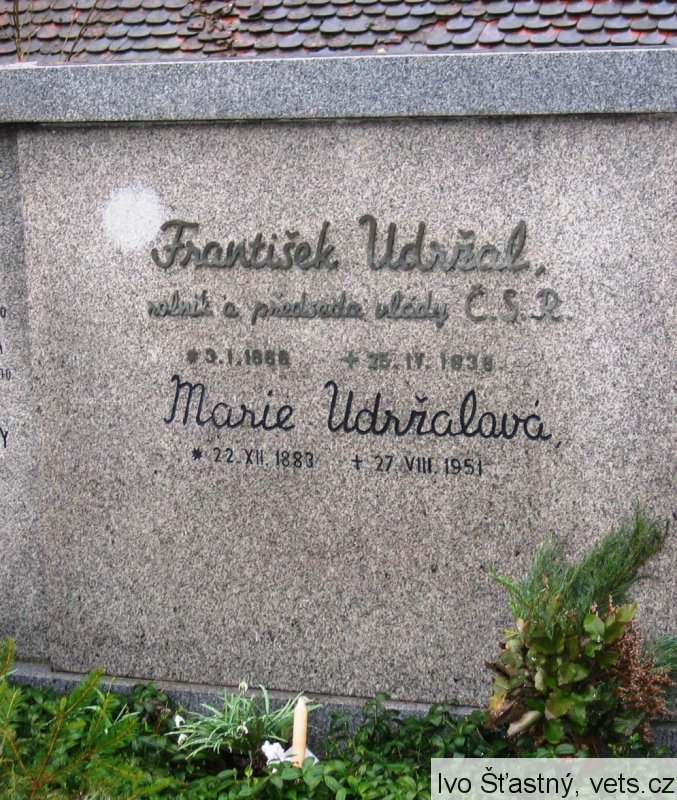 František Udržal,
rolník a předseda vlády Č.S.R.
* 3. I. 1866 + 25. IV. 1938
Marie Udržalová,
* 22. XII. 1883 + 27. VIII. 1951
Ivo Šťastný, vets.cz